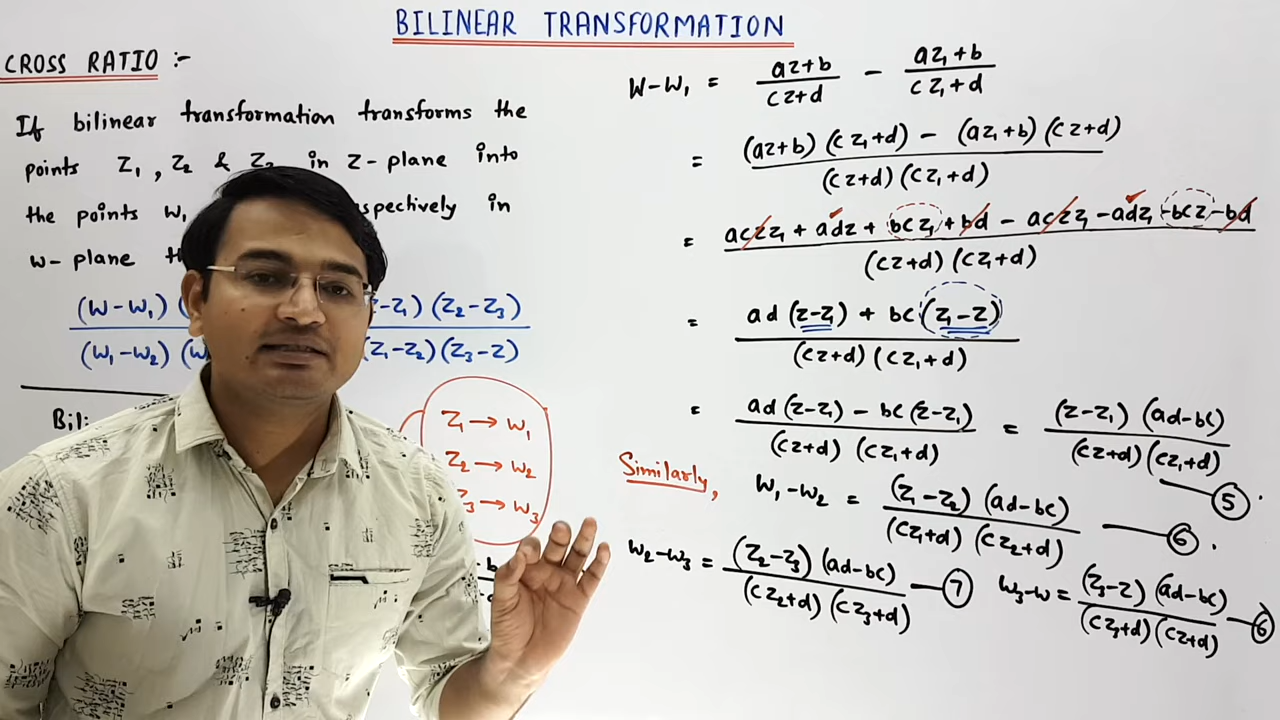 BILINEAR TRANSFORMATION
CROSS RATIO :-
If bilinear transformation transforms the
points Z₁, Z₂ & Z₃ in Z-plane into
the points W₁ spectively in
w-plane th
(W-W₁) ( -Z₁) (Z₂-Z₃)
(W₁-W₂) (W Z₁-Z₂) (Z₃-Z)
Bil
Z₁ → W₁
Z₂ → W₂
Z₃ → W₃
W-W₁ = az+b / cz+d - az₁+b / cz₁+d
= (az+b) (cz₁+d) - (az₁+b) (cz+d) / (cz+d) (cz₁+d)
= aczz₁ + adz + bcz₁ + bd - aczz₁ - adz₁ - bcz - bd / (cz+d) (cz₁+d)
= ad (z-z₁) + bc (z₁-z) / (cz+d) (cz₁+d)
= ad (z-z₁) - bc (z-z₁) / (cz+d) (cz₁+d) = (z-z₁) (ad-bc) / (cz+d) (cz₁+d) — 5
Similarly, W₁-W₂ = (Z₁-Z₂) (ad-bc) / (cz₁+d) (cz₂+d) — 6
W₂-W₃ = (Z₂-Z₃) (ad-bc) / (cz₂+d) (cz₃+d) — 7 W₃-W = (Z₃-Z) (ad-bc) / (cz₃+d) (cz+d) — 6